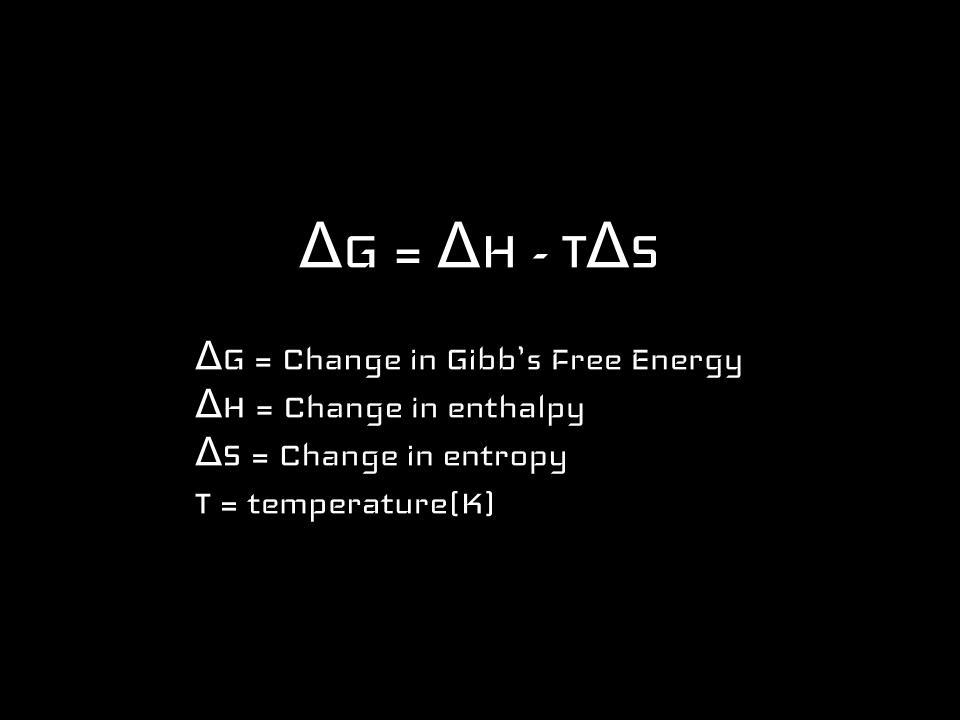 ΔG = ΔH - TΔS
ΔG = Change in Gibb's Free Energy
ΔH = Change in enthalpy
ΔS = Change in entropy
T = temperature(K)